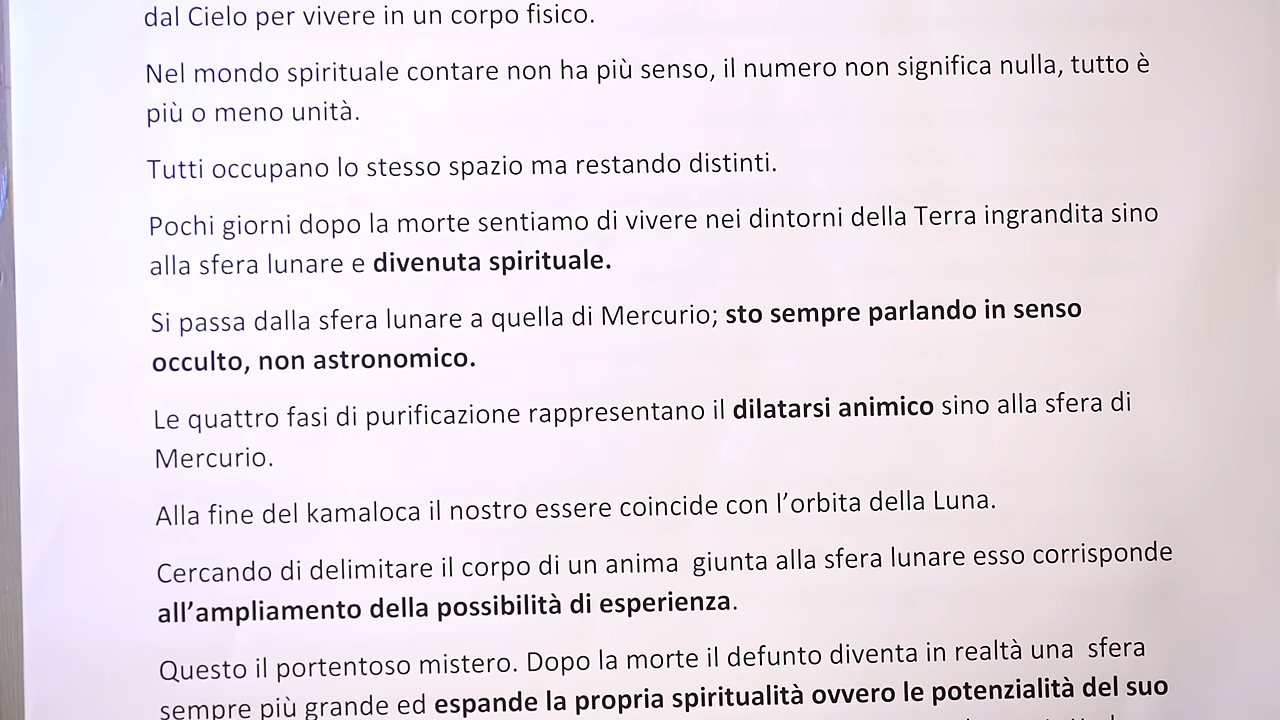 dal Cielo per vivere in un corpo fisico.
Nel mondo spirituale contare non ha più senso, il numero non significa nulla, tutto è
più o meno unità.
Tutti occupano lo stesso spazio ma restando distinti.
Pochi giorni dopo la morte sentiamo di vivere nei dintorni della Terra ingrandita sino
alla sfera lunare e divenuta spirituale.
Si passa dalla sfera lunare a quella di Mercurio; sto sempre parlando in senso
occulto, non astronomico.
Le quattro fasi di purificazione rappresentano il dilatarsi animico sino alla sfera di
Mercurio.
Alla fine del kamaloca il nostro essere coincide con l’orbita della Luna.
Cercando di delimitare il corpo di un anima  giunta alla sfera lunare esso corrisponde
all’ampliamento della possibilità di esperienza.
Questo il portentoso mistero. Dopo la morte il defunto diventa in realtà una  sfera
sempre più grande ed espande la propria spiritualità ovvero le potenzialità del suo